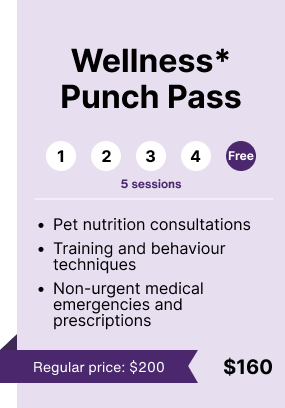 Wellness*
Punch Pass
1 2 3 4 Free
5 sessions
• Pet nutrition consultations
• Training and behaviour
techniques
• Non-urgent medical
emergencies and
prescriptions
Regular price: $200 $160